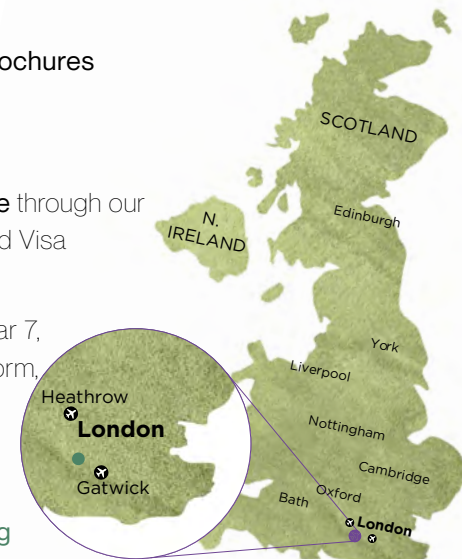 ochures
e through our
d Visa
ar 7,
orm,
g
SCOTLAND
N.
IRELAND
Edinburgh
York
Liverpool
Nottingham
Cambridge
Oxford
Bath
London
Heathrow
London
Gatwick